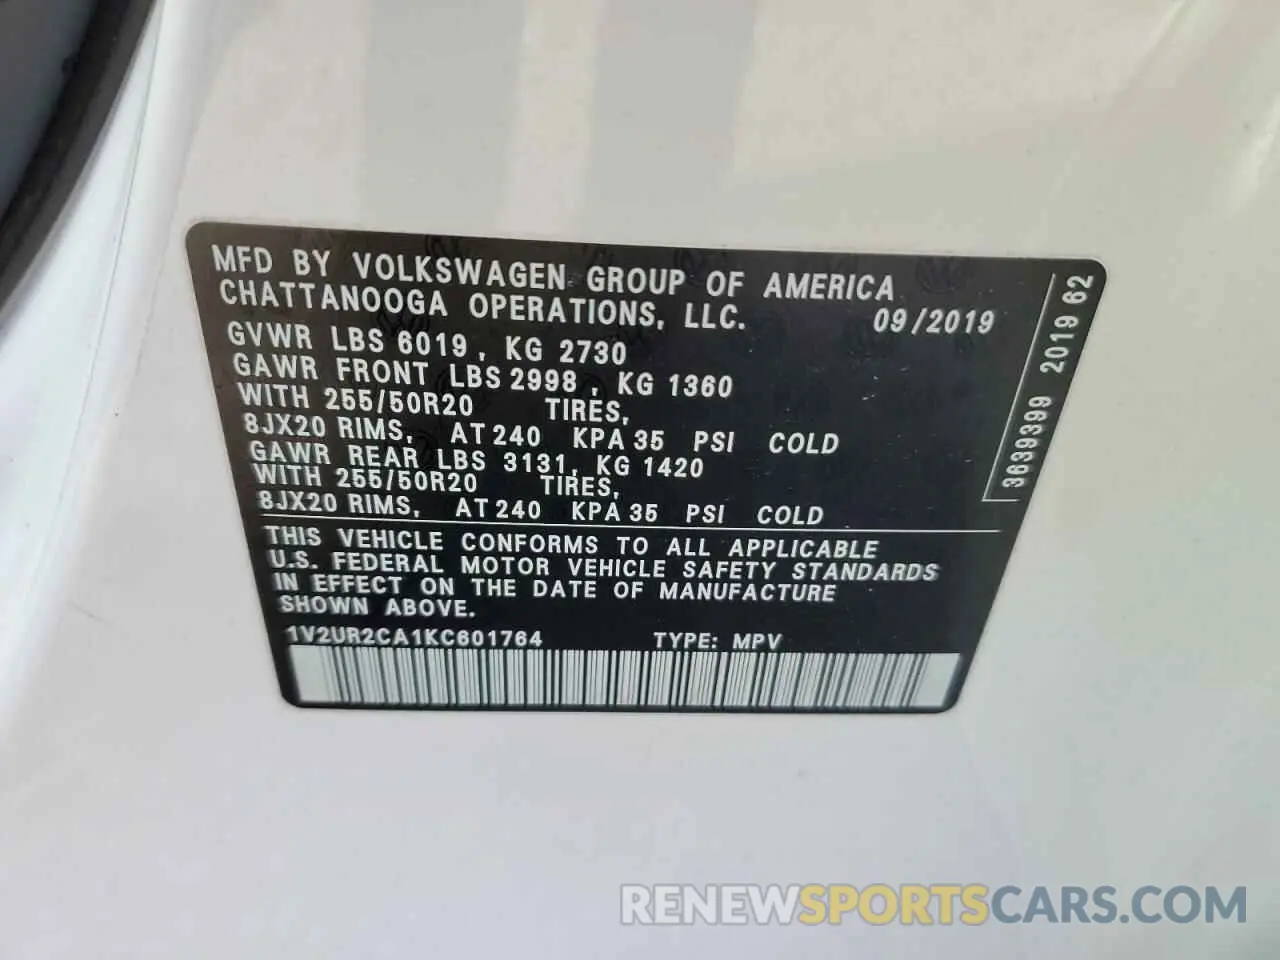 MFD BY VOLKSWAGEN GROUP OF AMERICA
CHATTANOOGA OPERATIONS, LLC. 09/2019
GVWR LBS 6019, KG 2730
GAWR FRONT LBS 2998, KG 1360
WITH 255/50R20 TIRES,
8JX20 RIMS, AT 240 KPA 35 PSI COLD
GAWR REAR LBS 3131, KG 1420
WITH 255/50R20 TIRES,
8JX20 RIMS, AT 240 KPA 35 PSI COLD
THIS VEHICLE CONFORMS TO ALL APPLICABLE
U.S. FEDERAL MOTOR VEHICLE SAFETY STANDARDS
IN EFFECT ON THE DATE OF MANUFACTURE
SHOWN ABOVE.
1V2UR2CA1KC601764 TYPE: MPV
3639399 2019 62
RENEWSPORTSCARS.COM